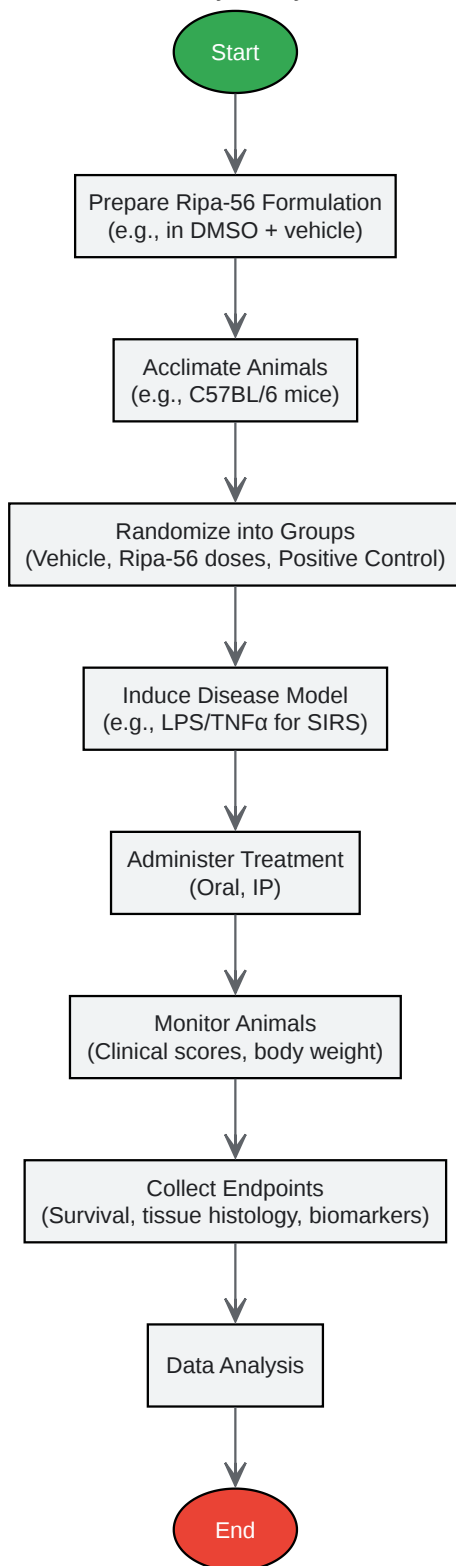 Start
Prepare Ripa-56 Formulation
(e.g., in DMSO + vehicle)
Acclimate Animals
(e.g., C57BL/6 mice)
Randomize into Groups
(Vehicle, Ripa-56 doses, Positive Control)
Induce Disease Model
(e.g., LPS/TNFα for SIRS)
Administer Treatment
(Oral, IP)
Monitor Animals
(Clinical scores, body weight)
Collect Endpoints
(Survival, tissue histology, biomarkers)
Data Analysis
End